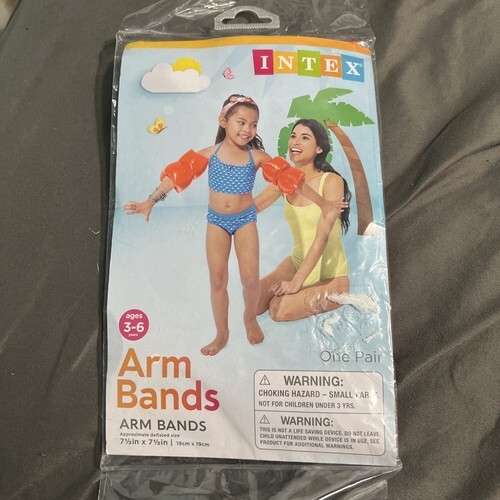 INTEX
ages
3-6
years
One Pair
Arm
Bands
ARM BANDS
Approximate deflated size
7½in x 7½in | 19cm x 19cm
WARNING:
CHOKING HAZARD – SMALL PARTS
NOT FOR CHILDREN UNDER 3 YRS.
WARNING:
THIS IS NOT A LIFE SAVING DEVICE. DO NOT LEAVE
CHILD UNATTENDED WHILE DEVICE IS IN USE. SEE
PRODUCT FOR ADDITIONAL WARNINGS.